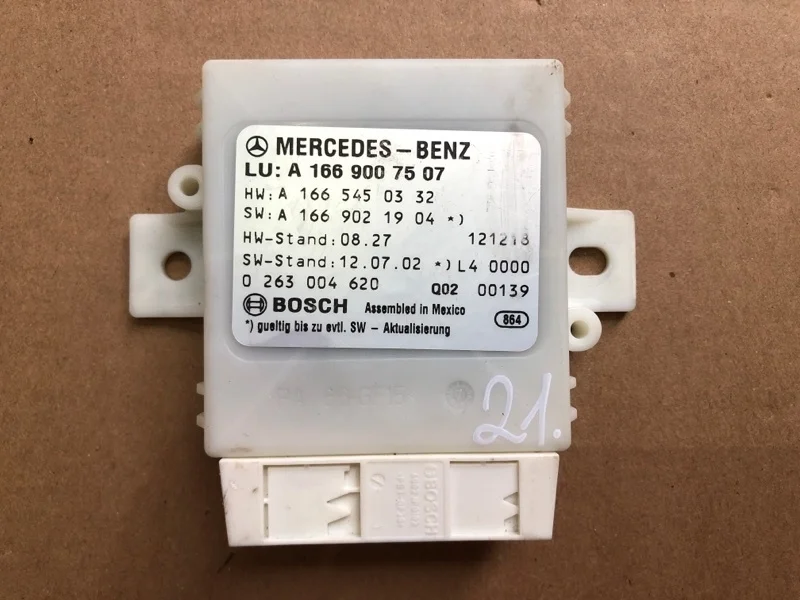 MERCEDES-BENZ
LU: A 166 900 75 07
HW: A 166 545 03 32
SW: A 166 902 19 04 *)
HW-Stand: 08.27 121218
SW-Stand: 12.07.02 *) L4 0000
0 263 004 620 Q02 00139
BOSCH Assembled in Mexico
*) gueltig bis zu evtl. SW - Aktualisierung 864
21.
BOSCH